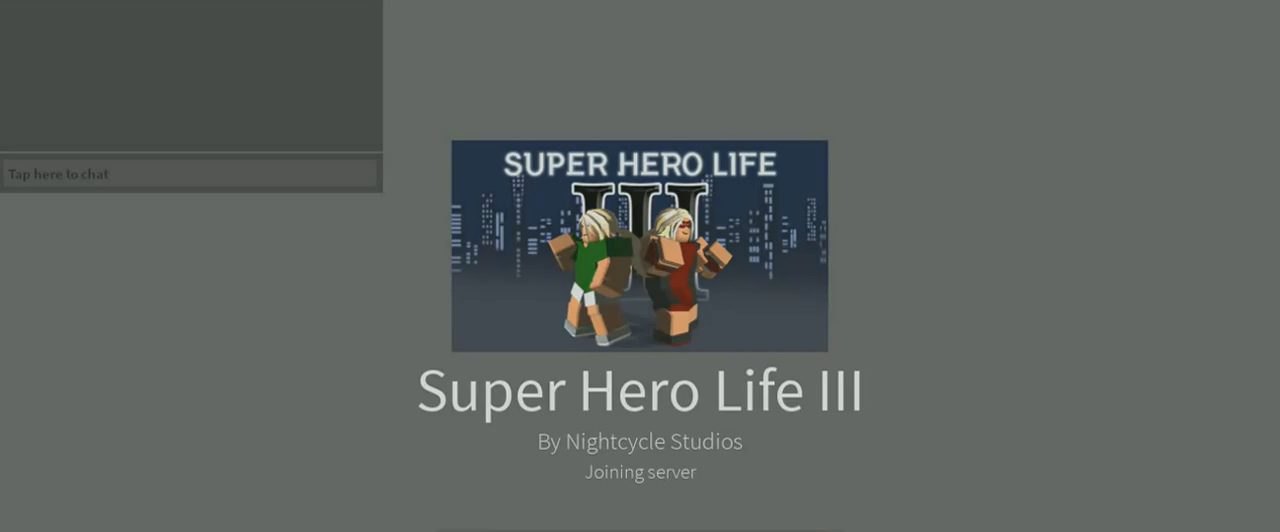 Tap here to chat
SUPER HERO LIFE
III
Super Hero Life III
By Nightcycle Studios
Joining server